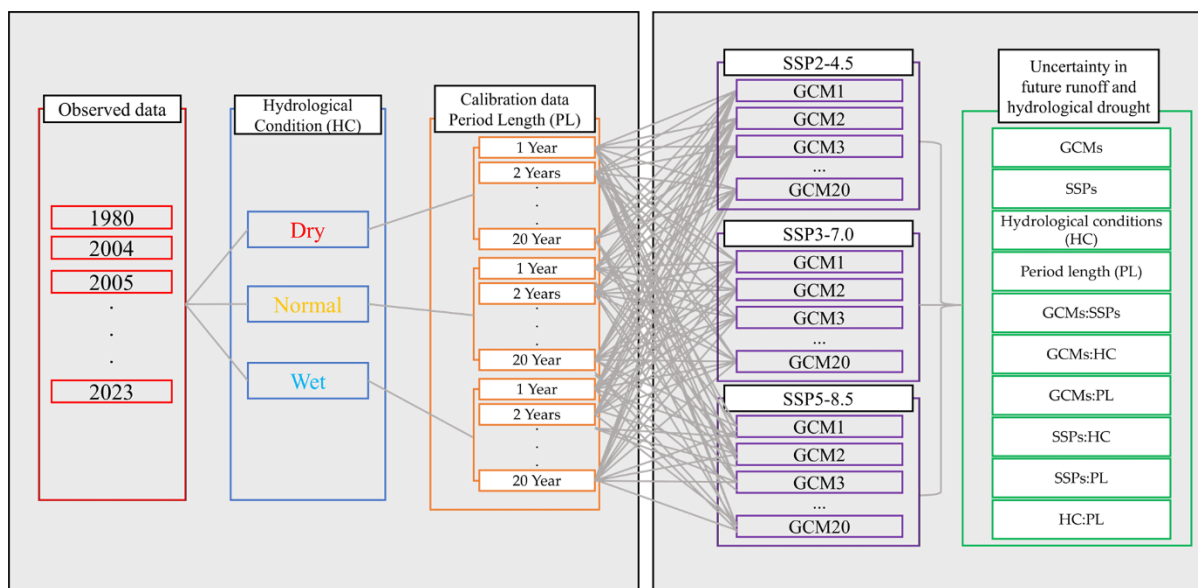 Observed data
1980
2004
2005
.
.
.
2023
Hydrological
Condition (HC)
Dry
Normal
Wet
Calibration data
Period Length (PL)
1 Year
2 Years
.
.
.
20 Year
1 Year
2 Years
.
.
.
20 Year
1 Year
2 Years
.
.
.
20 Year
SSP2-4.5
GCM1
GCM2
GCM3
...
GCM20
SSP3-7.0
GCM1
GCM2
GCM3
...
GCM20
SSP5-8.5
GCM1
GCM2
GCM3
...
GCM20
Uncertainty in
future runoff and
hydrological drought
GCMs
SSPs
Hydrological conditions
(HC)
Period length (PL)
GCMs:SSPs
GCMs:HC
GCMs:PL
SSPs:HC
SSPs:PL
HC:PL